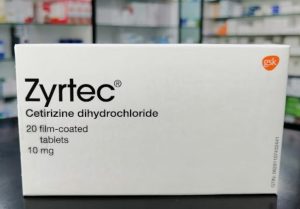 Zyrtec®
gsk
Cetirizine dihydrochloride
20 film-coated
tablets
10 mg